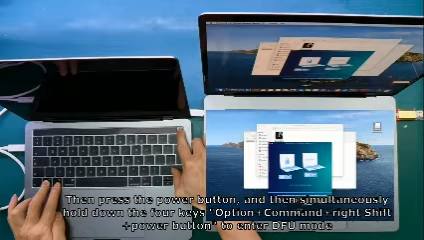 Then press the power button, and then simultaneously
hold down the four keys "Option+Command+right Shift
+power button" to enter DFU mode